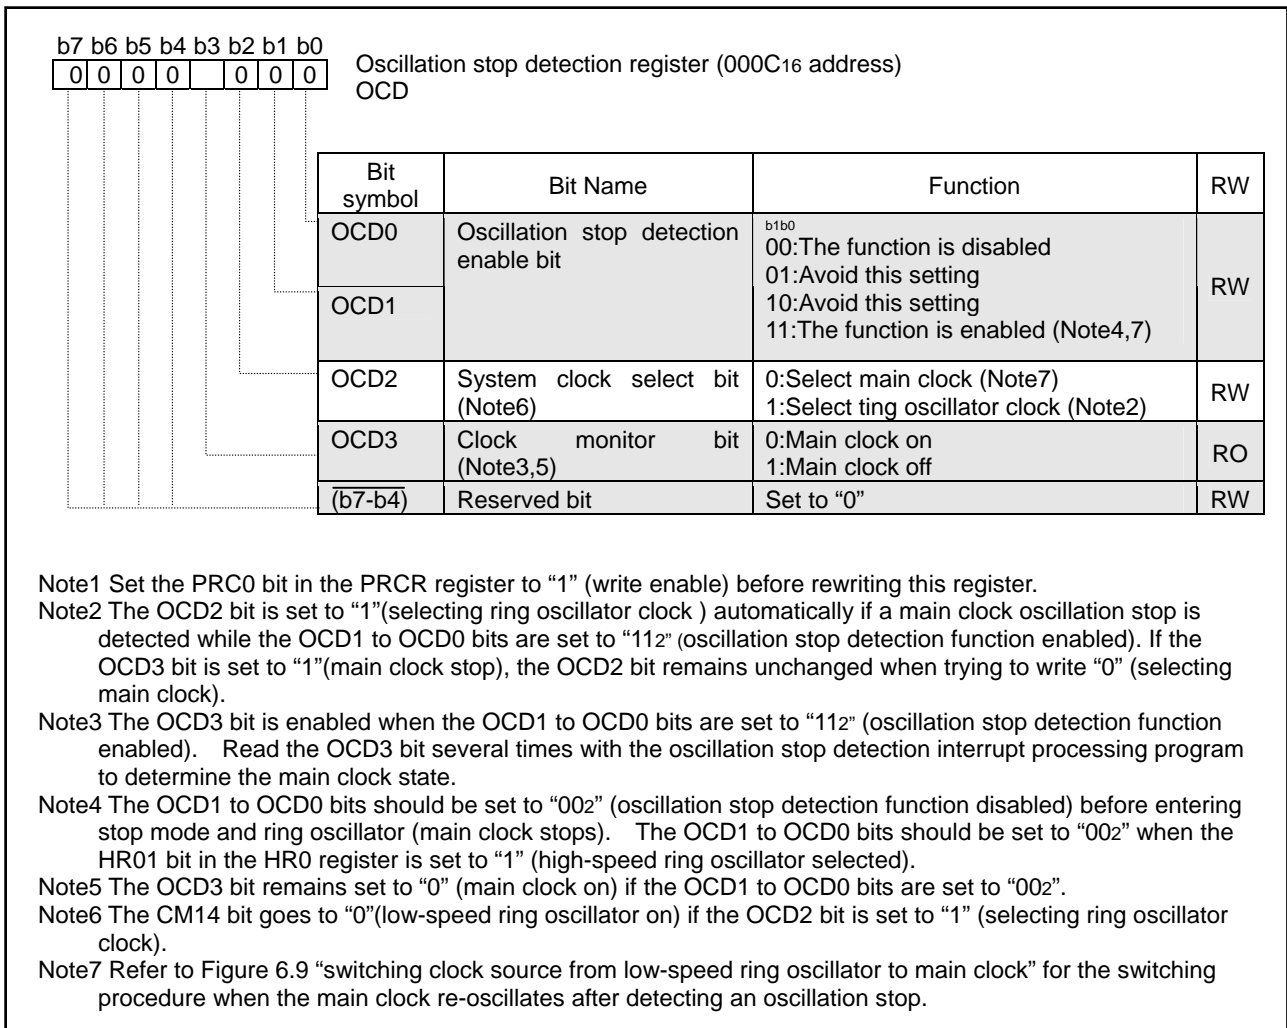 b7 b6 b5 b4 b3 b2 b1 b0
0 0 0 0 0 0 0
Oscillation stop detection register (000C16 address)
OCD
Bit symbol Bit Name Function RW
OCD0 Oscillation stop detection enable bit
b1b0
00:The function is disabled
01:Avoid this setting
OCD1
10:Avoid this setting
11:The function is enabled (Note4,7)
RW
OCD2 System clock select bit (Note6)
0:Select main clock (Note7)
1:Select ting oscillator clock (Note2)
RW
OCD3 Clock monitor bit (Note3,5)
0:Main clock on
1:Main clock off
RO
(b7-b4) Reserved bit Set to “0” RW
Note1 Set the PRC0 bit in the PRCR register to “1” (write enable) before rewriting this register.
Note2 The OCD2 bit is set to “1”(selecting ring oscillator clock ) automatically if a main clock oscillation stop is
detected while the OCD1 to OCD0 bits are set to “112” (oscillation stop detection function enabled). If the
OCD3 bit is set to “1”(main clock stop), the OCD2 bit remains unchanged when trying to write “0” (selecting
main clock).
Note3 The OCD3 bit is enabled when the OCD1 to OCD0 bits are set to “112” (oscillation stop detection function
enabled). Read the OCD3 bit several times with the oscillation stop detection interrupt processing program
to determine the main clock state.
Note4 The OCD1 to OCD0 bits should be set to “002” (oscillation stop detection function disabled) before entering
stop mode and ring oscillator (main clock stops). The OCD1 to OCD0 bits should be set to “002” when the
HR01 bit in the HR0 register is set to “1” (high-speed ring oscillator selected).
Note5 The OCD3 bit remains set to “0” (main clock on) if the OCD1 to OCD0 bits are set to “002”.
Note6 The CM14 bit goes to “0”(low-speed ring oscillator on) if the OCD2 bit is set to “1” (selecting ring oscillator
clock).
Note7 Refer to Figure 6.9 “switching clock source from low-speed ring oscillator to main clock” for the switching
procedure when the main clock re-oscillates after detecting an oscillation stop.